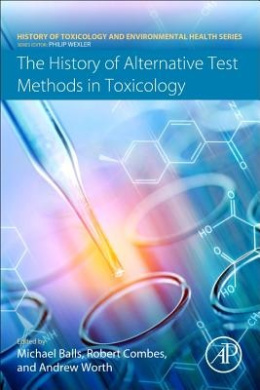 HISTORY OF TOXICOLOGY AND ENVIRONMENTAL HEALTH SERIES
SERIES EDITOR: PHILIP WEXLER
The History of Alternative Test
Methods in Toxicology
Edited by
Michael Balls, Robert Combes,
and Andrew Worth
AP